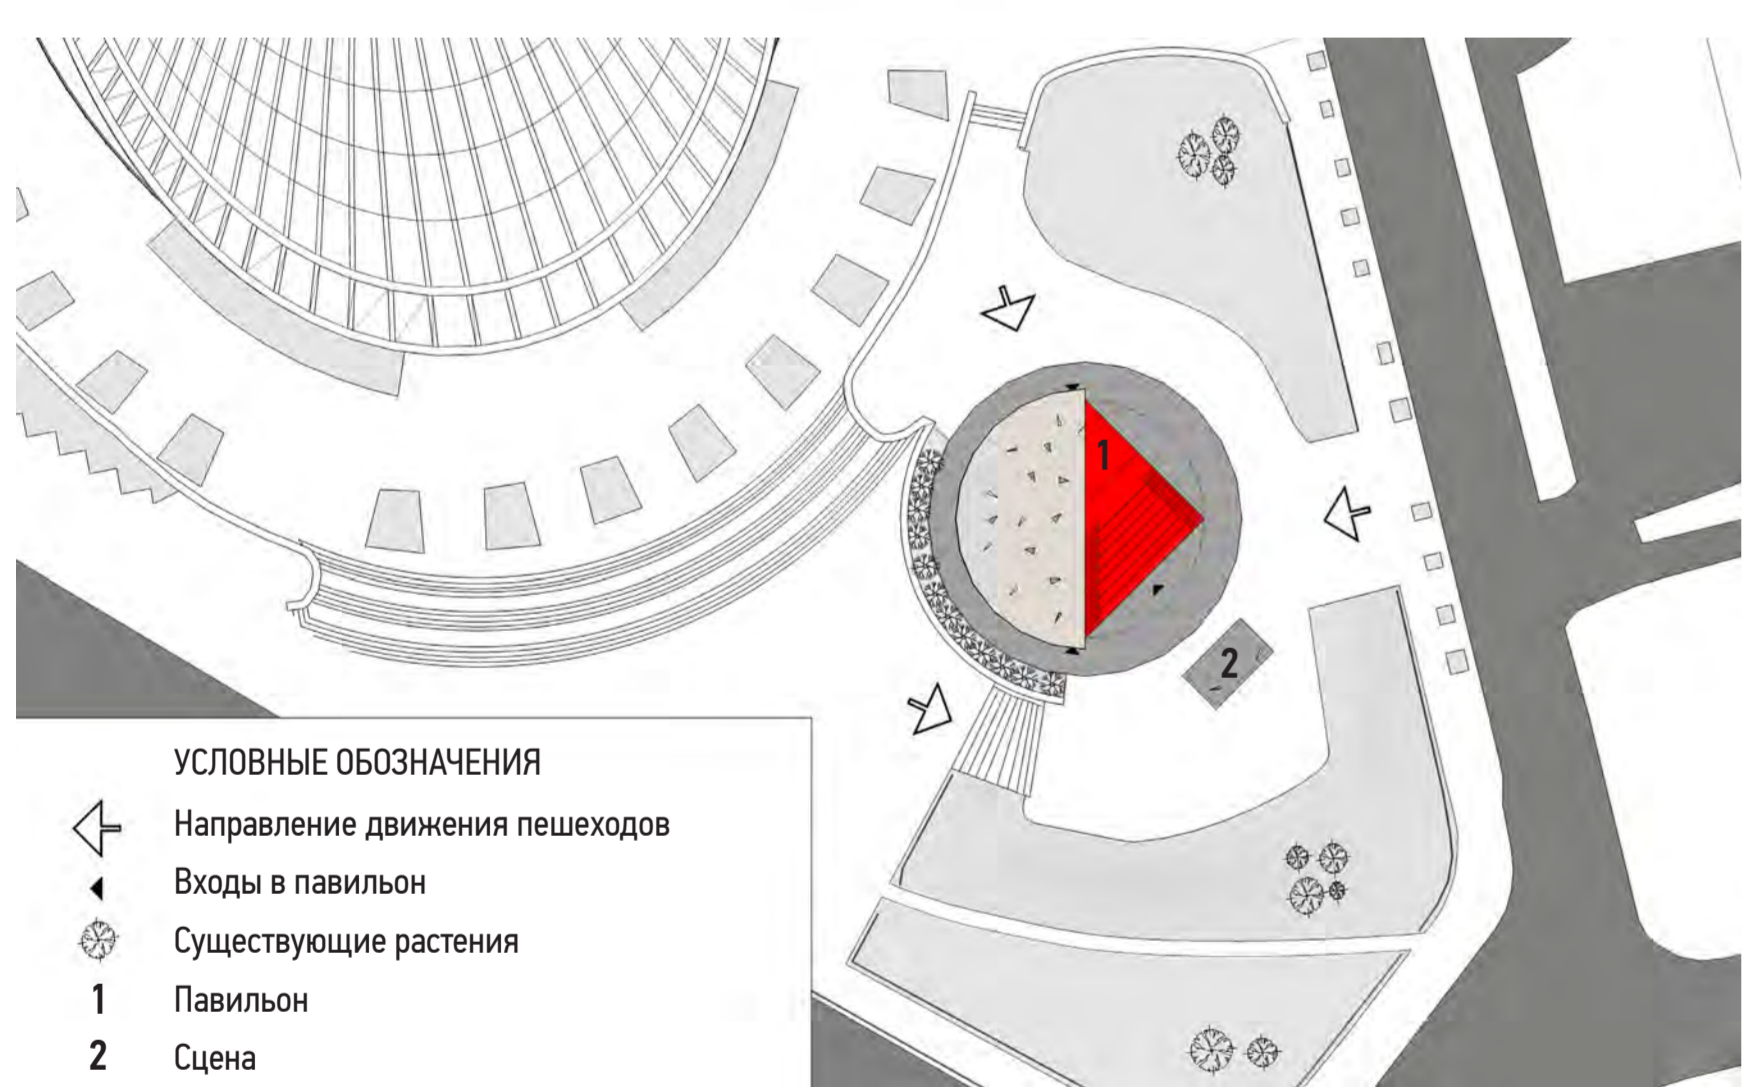 1
2
УСЛОВНЫЕ ОБОЗНАЧЕНИЯ
Направление движения пешеходов
Входы в павильон
Существующие растения
1 Павильон
2 Сцена